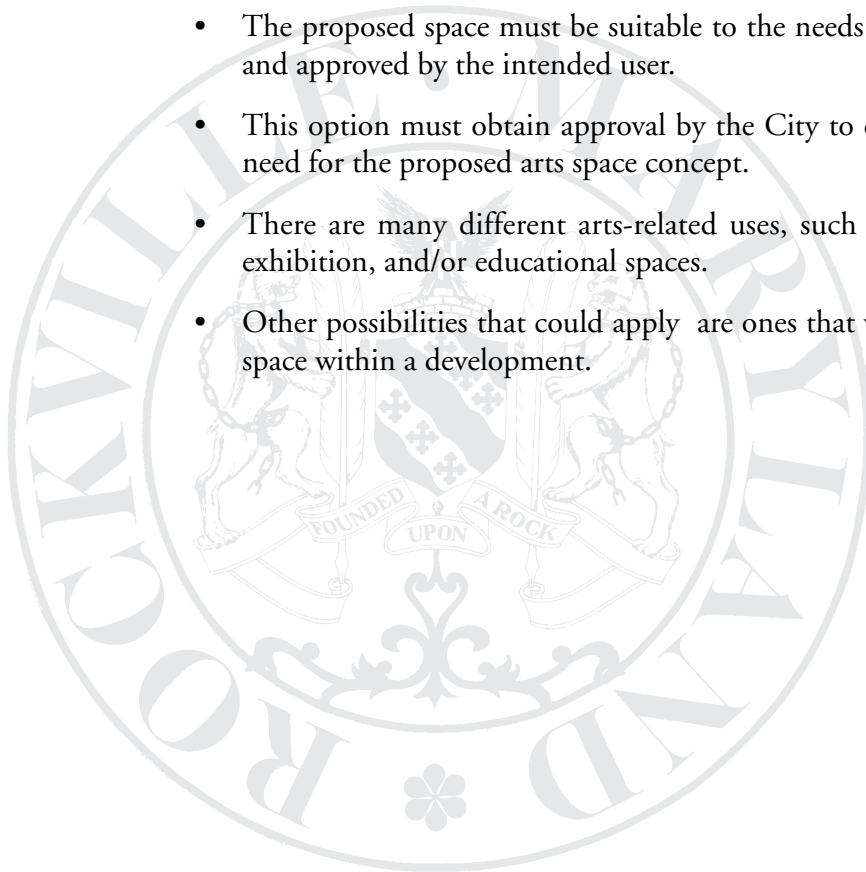 • The proposed space must be suitable to the needs
and approved by the intended user.
• This option must obtain approval by the City to
need for the proposed arts space concept.
• There are many different arts-related uses, such
exhibition, and/or educational spaces.
• Other possibilities that could apply are ones that
space within a development.
ROCKVILLE MARYLAND
FOUNDED UPON A ROCK